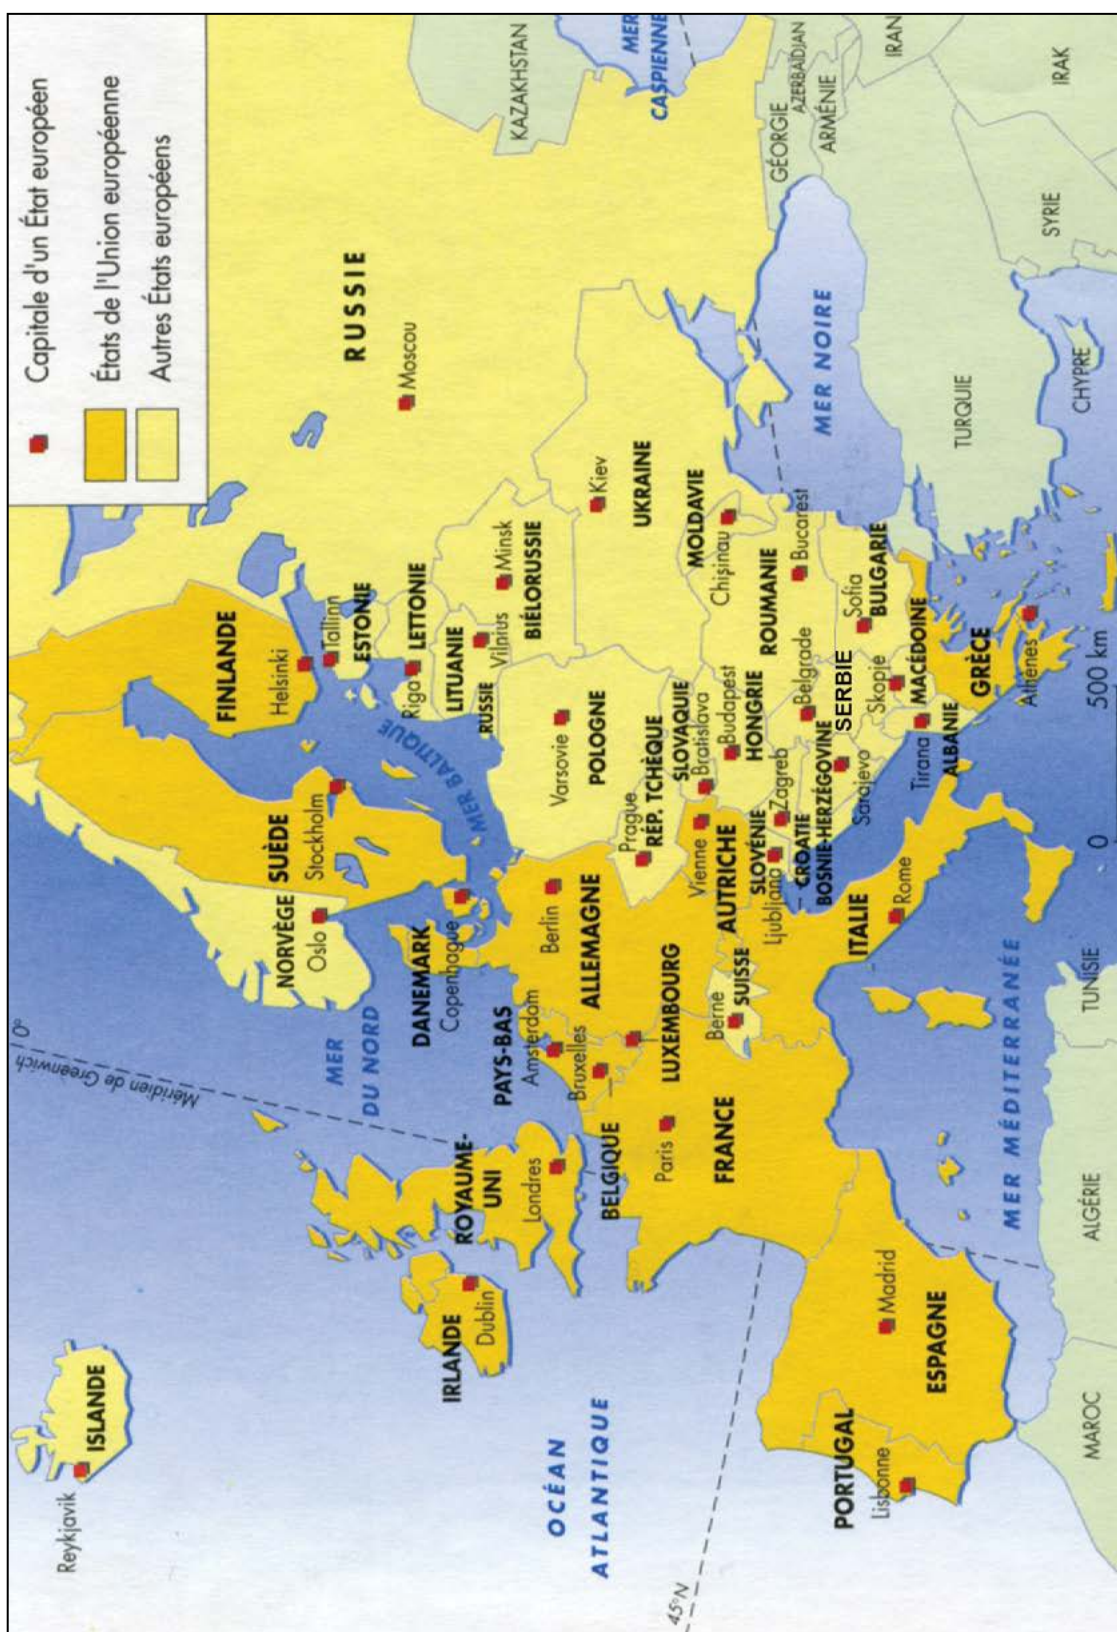 Capitale d'un État européen
États de l'Union européenne
Autres États européens
Reykjavik
ISLANDE
0°
Méridien de Greenwich
NORVÈGE
Oslo
SUÈDE
Stockholm
FINLANDE
Helsinki
Tallinn
ESTONIE
RUSSIE
Moscou
KAZAKHSTAN
MER
CASPIENNE
MER
DU NORD
MER BALTIQUE
Riga
LETTONIE
LITUANIE
Vilnius
RUSSIE
Minsk
BIÉLORUSSIE
DANEMARK
Copenhague
IRLANDE
Dublin
ROYAUME-
UNI
Londres
PAYS-BAS
Amsterdam
Bruxelles
BELGIQUE
Berlin
ALLEMAGNE
LUXEMBOURG
Varsovie
POLOGNE
Kiev
UKRAINE
Prague
RÉP. TCHÈQUE
SLOVAQUIE
Bratislava
OCÉAN
ATLANTIQUE
45°N
Paris
FRANCE
Berne
SUISSE
Vienne
AUTRICHE
Budapest
HONGRIE
MOLDAVIE
Chişinau
ROUMANIE
Bucarest
SLOVÉNIE
Ljubljana
Zagreb
CROATIE
BOSNIE-HERZÉGOVINE
Sarajevo
Belgrade
SERBIE
Sofia
BULGARIE
Skopje
MACÉDOINE
Tirana
ALBANIE
MER NOIRE
GÉORGIE
AZERBAÏDJAN
ARMÉNIE
IRAN
PORTUGAL
Lisbonne
Madrid
ESPAGNE
ITALIE
Rome
GRÈCE
Athènes
TURQUIE
SYRIE
IRAK
CHYPRE
MER MÉDITERRANÉE
MAROC
ALGÉRIE
TUNISIE
0
500 km